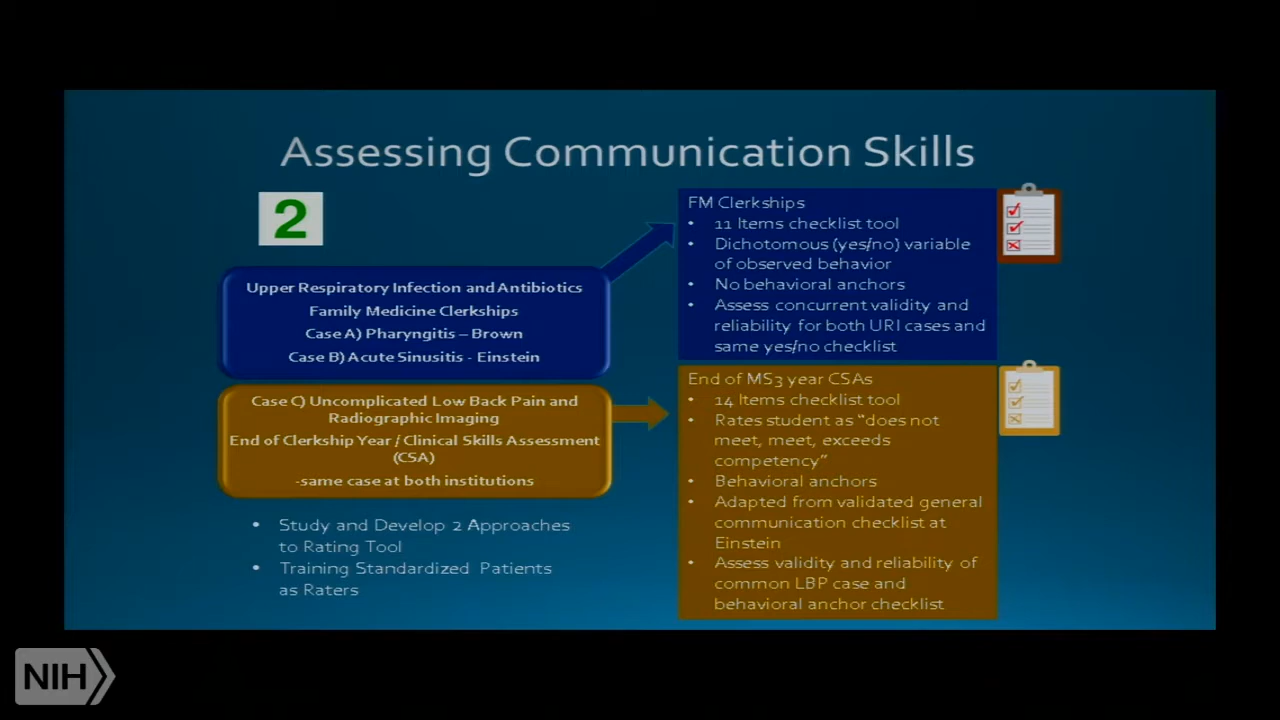 Assessing Communication Skills
2
Upper Respiratory Infection and Antibiotics
Family Medicine Clerkships
Case A) Pharyngitis – Brown
Case B) Acute Sinusitis - Einstein
Case C) Uncomplicated Low Back Pain and
Radiographic Imaging
End of Clerkship Year / Clinical Skills Assessment
(CSA)
-same case at both institutions
• Study and Develop 2 Approaches
to Rating Tool
• Training Standardized Patients
as Raters
FM Clerkships
• 11 Items checklist tool
• Dichotomous (yes/no) variable
of observed behavior
• No behavioral anchors
• Assess concurrent validity and
reliability for both URI cases and
same yes/no checklist
End of MS3 year CSAs
• 14 Items checklist tool
• Rates student as “does not
meet, meet, exceeds
competency”
• Behavioral anchors
• Adapted from validated general
communication checklist at
Einstein
• Assess validity and reliability of
common LBP case and
behavioral anchor checklist
NIH